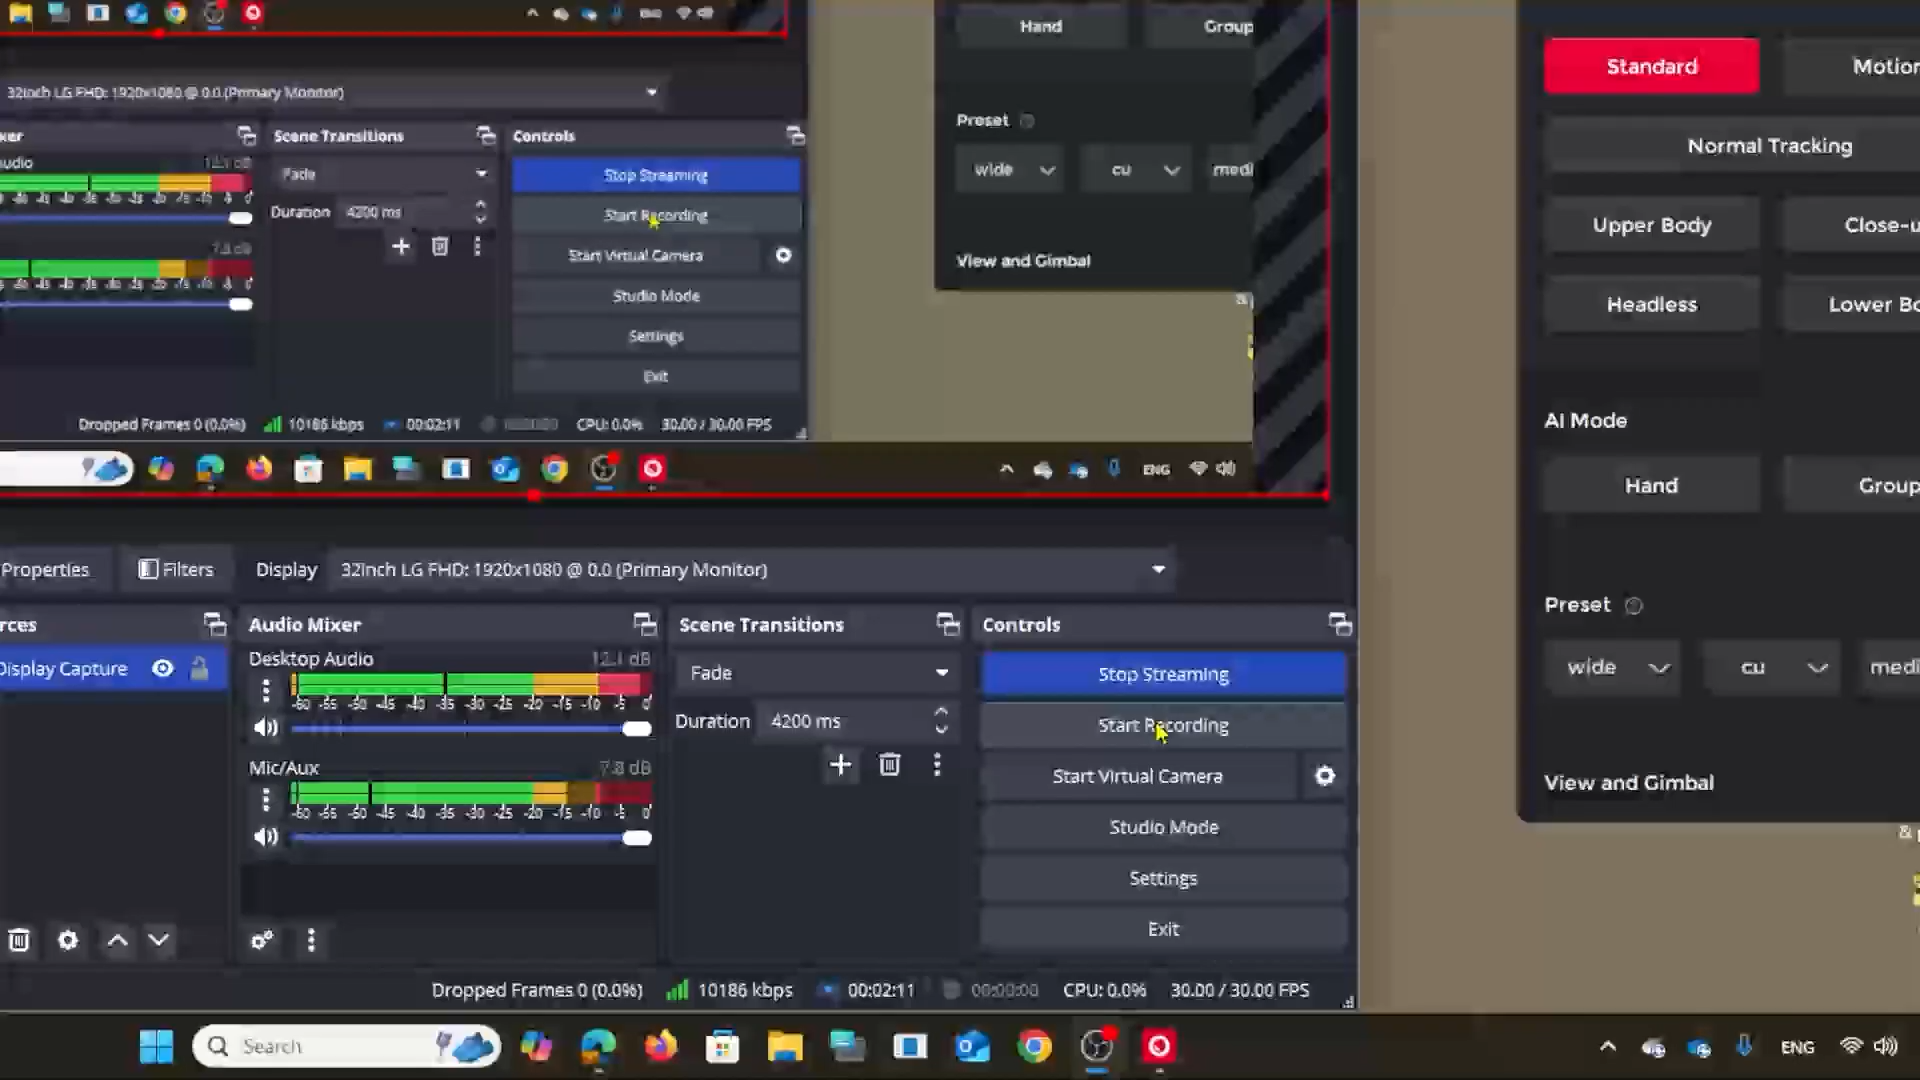 Hand
Group
Standard
Motion
32inch LG FHD: 1920x1080 @ 0.0 (Primary Monitor)
Scene Transitions
Controls
Preset
Normal Tracking
Fade
Stop Streaming
wide
cu
medi
Duration
4200 ms
Start Recording
Upper Body
Close-u
Start Virtual Camera
View and Gimbal
Studio Mode
Headless
Lower Bo
Settings
Exit
Dropped Frames 0 (0.0%)
10186 kbps
00:02:11
CPU: 0.0%
30.00 / 30.00 FPS
AI Mode
ENG
Hand
Group
Properties
Filters
Display
32inch LG FHD: 1920x1080 @ 0.0 (Primary Monitor)
Preset
rces
Audio Mixer
Scene Transitions
Controls
Display Capture
Desktop Audio
12.1 dB
Fade
Stop Streaming
wide
cu
medi
-60 -55 -50 -45 -40 -35 -30 -25 -20 -15 -10 -5 0
Duration
4200 ms
Start Recording
Mic/Aux
7.8 dB
Start Virtual Camera
View and Gimbal
-60 -55 -50 -45 -40 -35 -30 -25 -20 -15 -10 -5 0
Studio Mode
&
Settings
Exit
Dropped Frames 0 (0.0%)
10186 kbps
00:02:11
00:00:00
CPU: 0.0%
30.00 / 30.00 FPS
Search
ENG